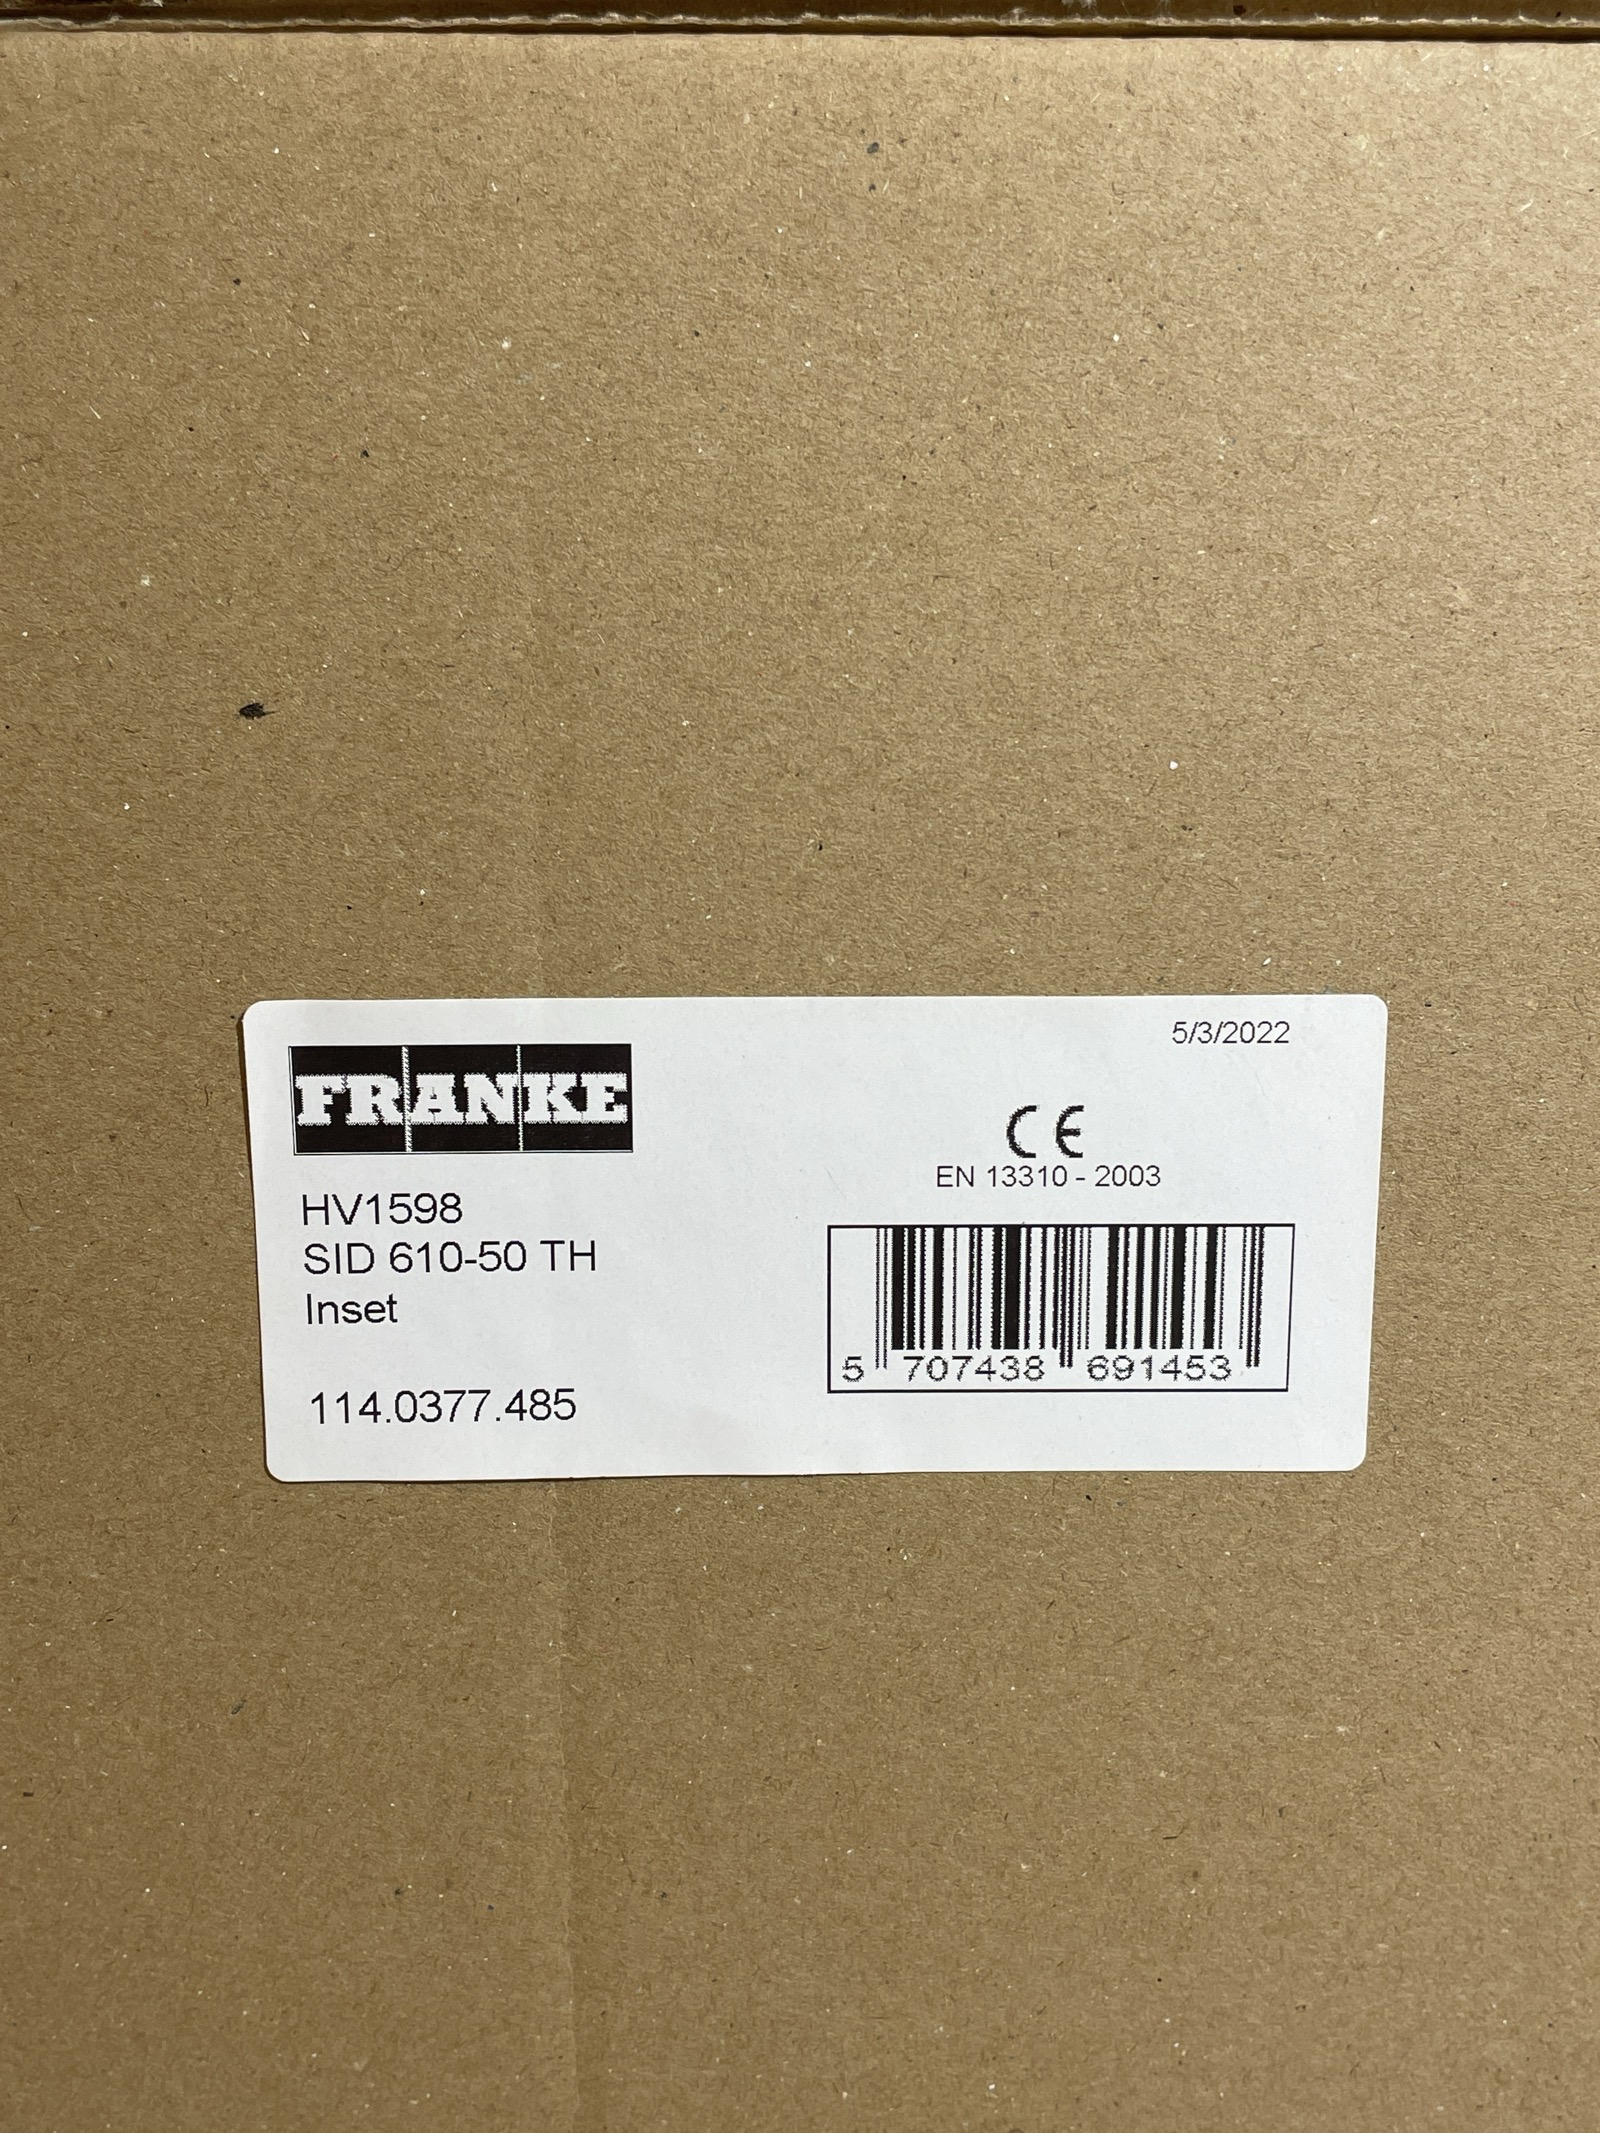 5/3/2022
FRANKE
CE
EN 13310 - 2003
HV1598
SID 610-50 TH
Inset
114.0377.485
5 707438 691453